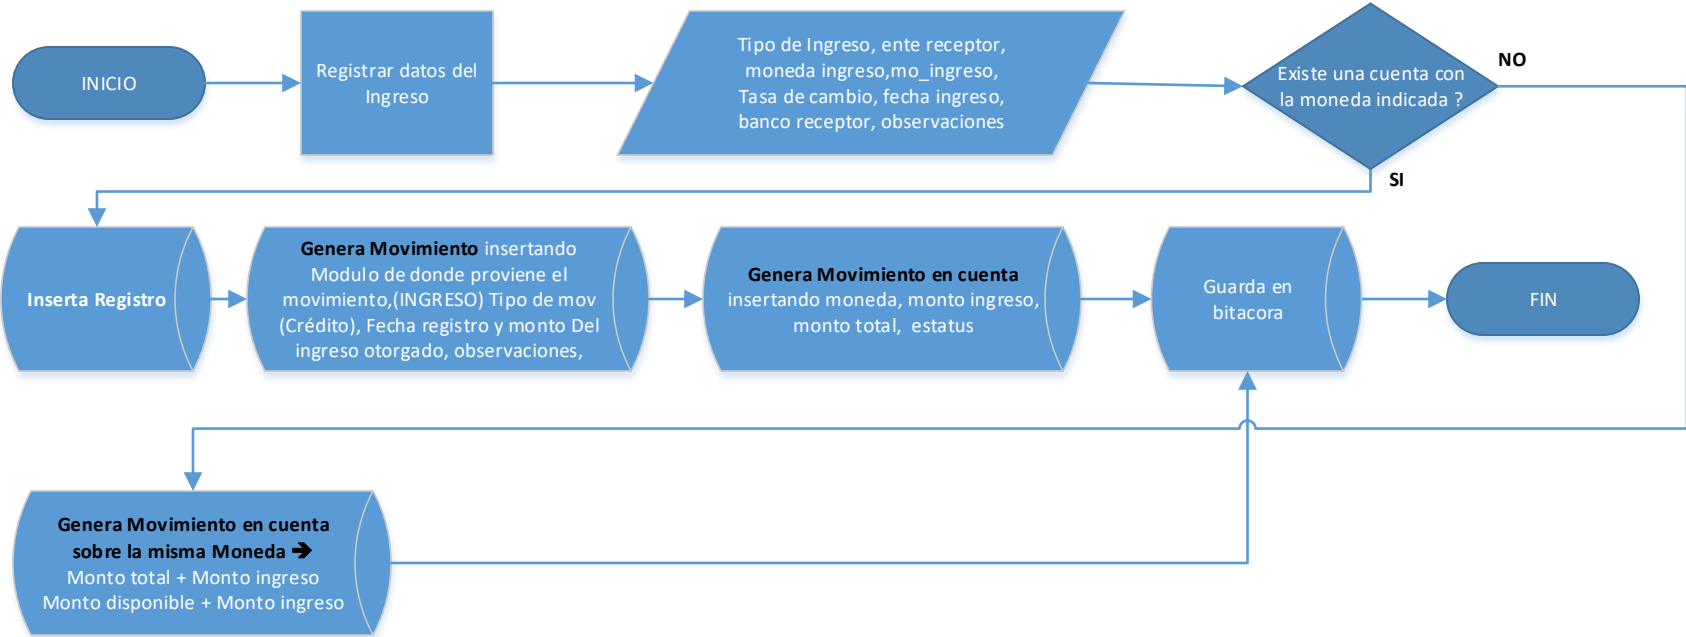 INICIO
Registrar datos del
Ingreso
Tipo de Ingreso, ente receptor,
moneda ingreso,mo_ingreso,
Tasa de cambio, fecha ingreso,
banco receptor, observaciones
Existe una cuenta con
la moneda indicada ?
NO
SI
Inserta Registro
Genera Movimiento insertando
Modulo de donde proviene el
movimiento,(INGRESO) Tipo de mov
(Crédito), Fecha registro y monto Del
ingreso otorgado, observaciones,
Genera Movimiento en cuenta
insertando moneda, monto ingreso,
monto total, estatus
Guarda en
bitacora
FIN
Genera Movimiento en cuenta
sobre la misma Moneda ➔
Monto total + Monto ingreso
Monto disponible + Monto ingreso